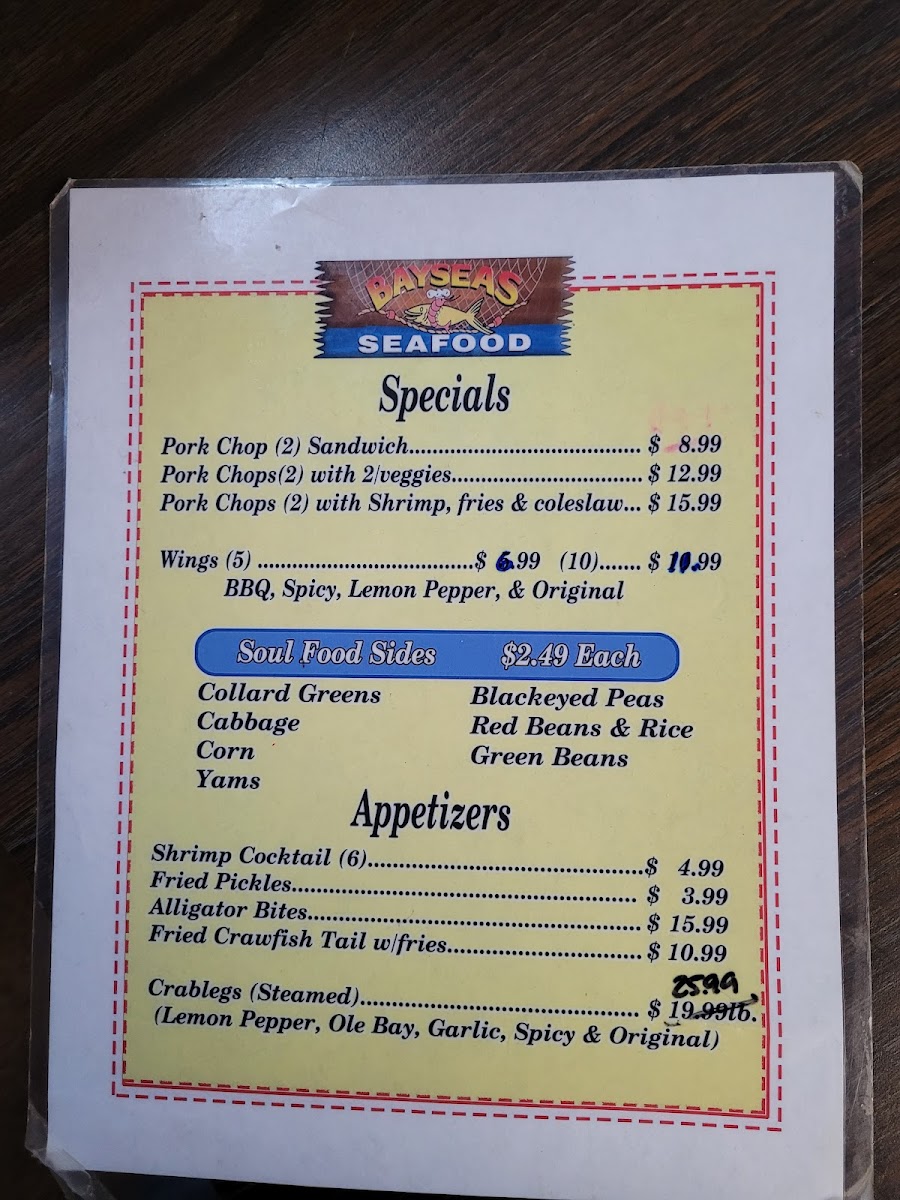 BAYSEAS
SEAFOOD
Specials
Pork Chop (2) Sandwich.................................... $ 8.99
Pork Chops(2) with 2/veggies.............................. $ 12.99
Pork Chops (2) with Shrimp, fries & coleslaw... $ 15.99
Wings (5) ...................................$ 6.99 (10)....... $ 10.99
BBQ, Spicy, Lemon Pepper, & Original
Soul Food Sides $2.49 Each
Collard Greens Blackeyed Peas
Cabbage Red Beans & Rice
Corn Green Beans
Yams
Appetizers
Shrimp Cocktail (6)...........................................$ 4.99
Fried Pickles..................................................... $ 3.99
Alligator Bites................................................... $ 15.99
Fried Crawfish Tail w/fries.............................. $ 10.99
25.99
Crablegs (Steamed)........................................... $ 19.99lb.
(Lemon Pepper, Ole Bay, Garlic, Spicy & Original)